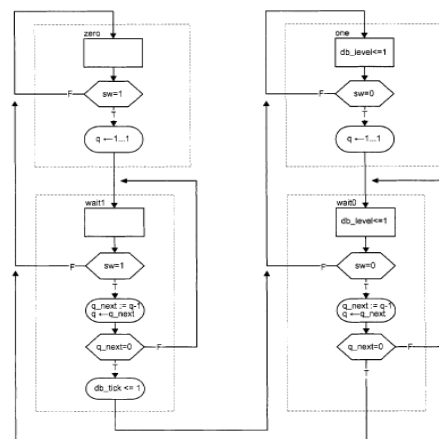 zero
sw=1
F
T
q ←1...1
wait1
sw=1
F
T
q_next := q-1
q ←q_next
q_next=0
F
T
db_tick <= 1
one
db_level<=1
sw=0
F
T
q ←1...1
wait0
db_level<=1
sw=0
F
T
q_next := q-1
q ←q_next
q_next=0
F
T